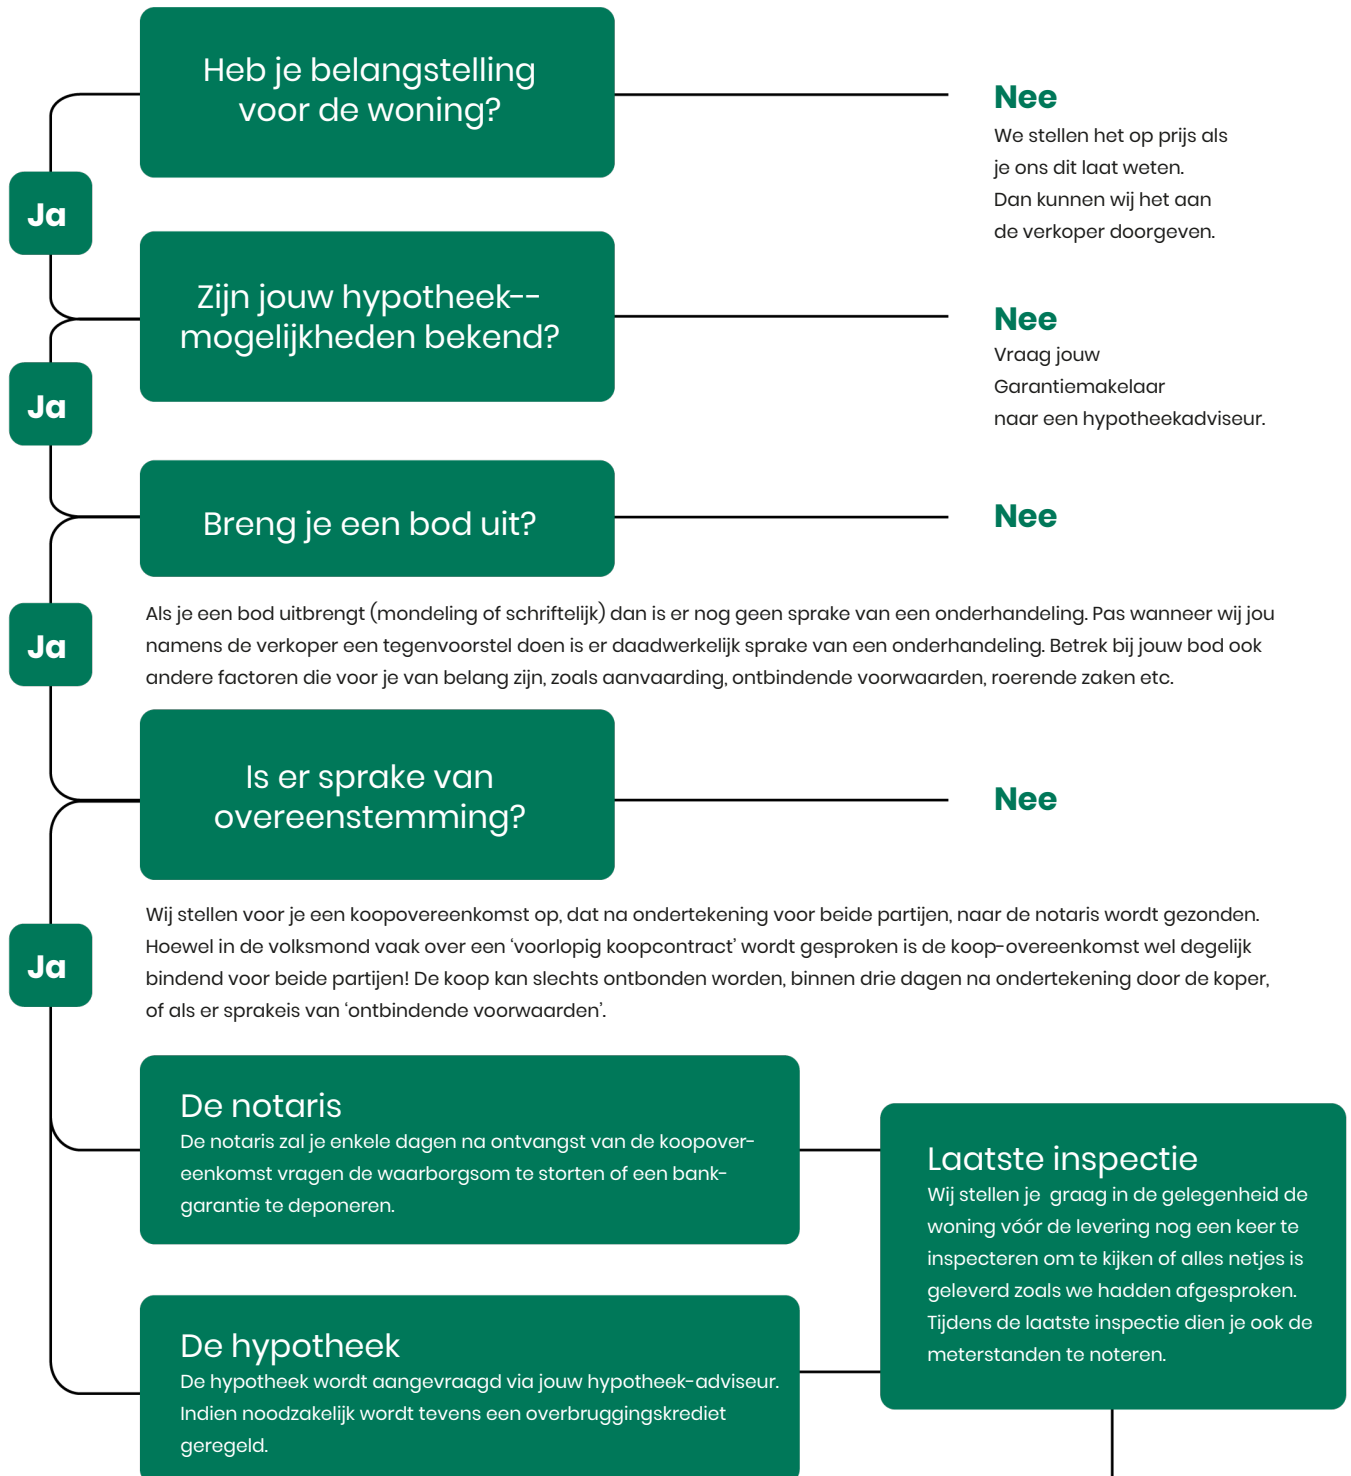 Heb je belangstelling
voor de woning?
Nee
We stellen het op prijs als
je ons dit laat weten.
Dan kunnen wij het aan
de verkoper doorgeven.
Ja
Zijn jouw hypotheek--
mogelijkheden bekend?
Nee
Vraag jouw
Garantiemakelaar
naar een hypotheekadviseur.
Ja
Breng je een bod uit?
Nee
Ja
Als je een bod uitbrengt (mondeling of schriftelijk) dan is er nog geen sprake van een onderhandeling. Pas wanneer wij jou
namens de verkoper een tegenvoorstel doen is er daadwerkelijk sprake van een onderhandeling. Betrek bij jouw bod ook
andere factoren die voor je van belang zijn, zoals aanvaarding, ontbindende voorwaarden, roerende zaken etc.
Is er sprake van
overeenstemming?
Nee
Ja
Wij stellen voor je een koopovereenkomst op, dat na ondertekening voor beide partijen, naar de notaris wordt gezonden.
Hoewel in de volksmond vaak over een ‘voorlopig koopcontract’ wordt gesproken is de koop-overeenkomst wel degelijk
bindend voor beide partijen! De koop kan slechts ontbonden worden, binnen drie dagen na ondertekening door de koper,
of als er sprakeis van ‘ontbindende voorwaarden’.
De notaris
De notaris zal je enkele dagen na ontvangst van de koopover-
eenkomst vragen de waarborgsom te storten of een bank-
garantie te deponeren.
Laatste inspectie
Wij stellen je  graag in de gelegenheid de
woning vóór de levering nog een keer te
inspecteren om te kijken of alles netjes is
geleverd zoals we hadden afgesproken.
Tijdens de laatste inspectie dien je ook de
meterstanden te noteren.
De hypotheek
De hypotheek wordt aangevraagd via jouw hypotheek-adviseur.
Indien noodzakelijk wordt tevens een overbruggingskrediet
geregeld.